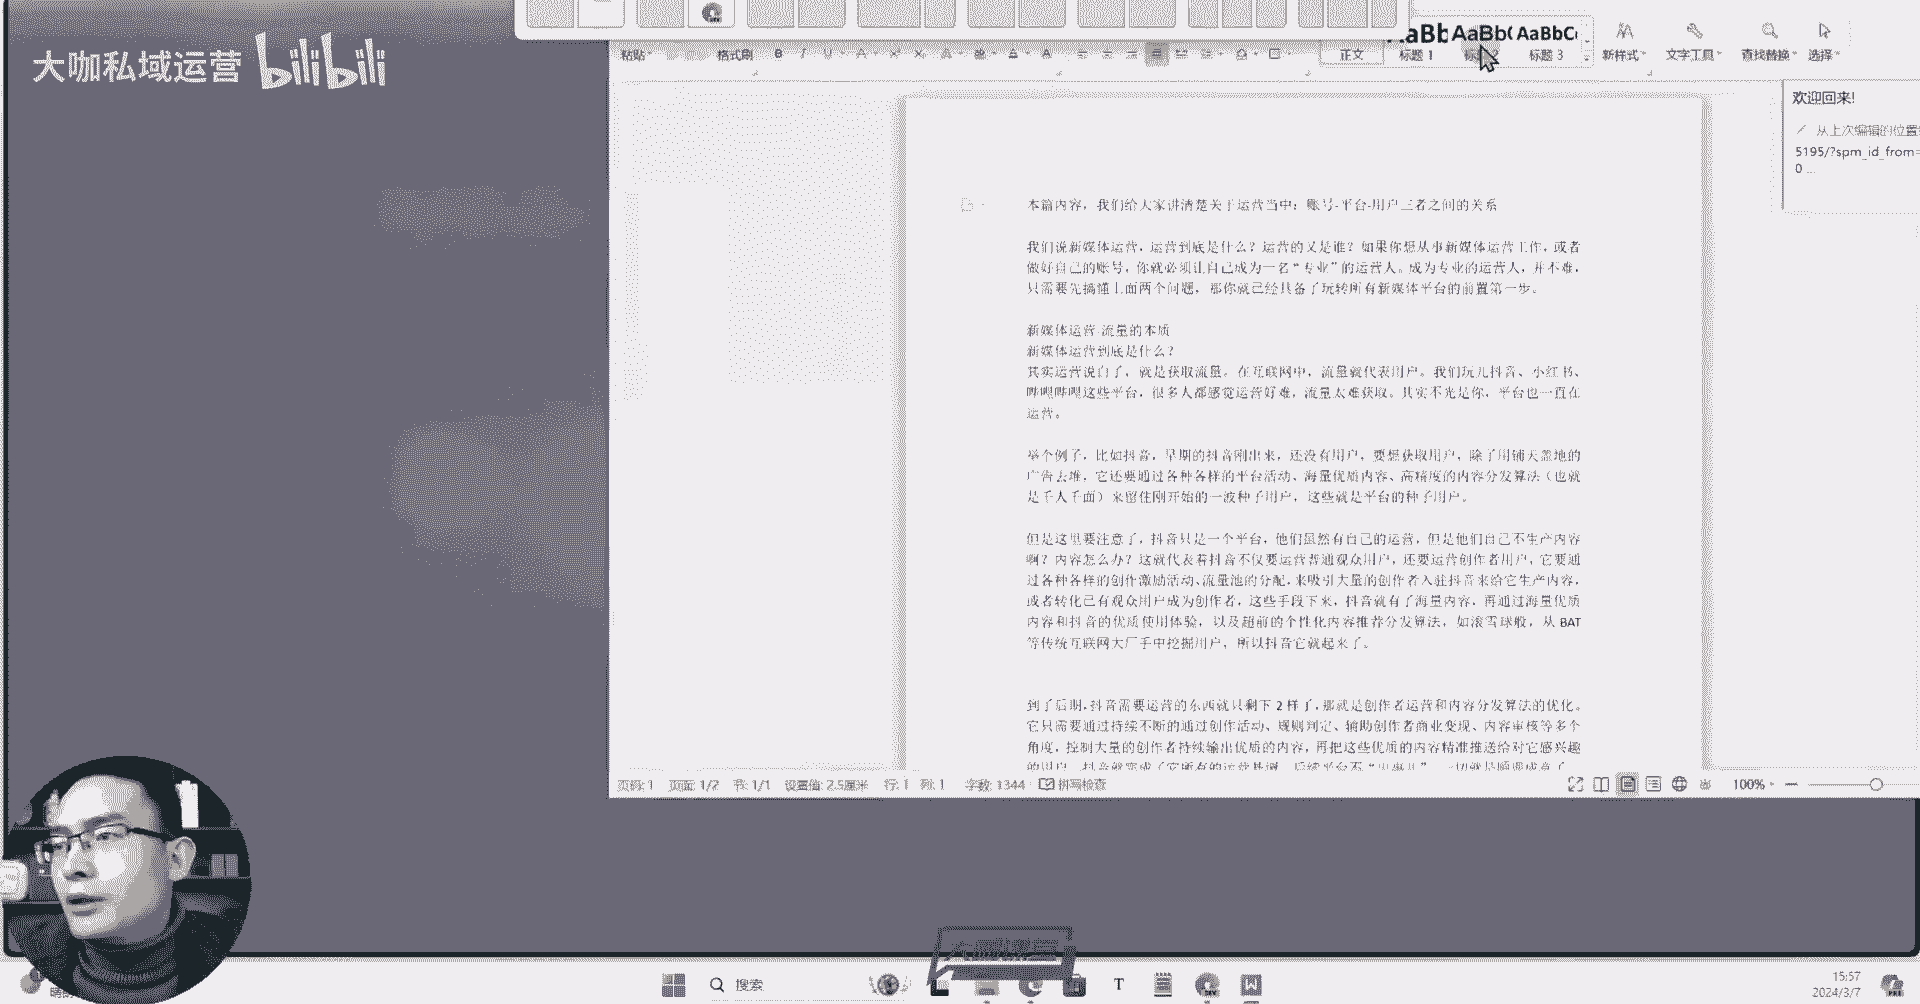 大咖私域运营 bilibili
AaBb AaBb( AaBbC
粘贴 格式刷 B I U A X A A 正文 标题 1 标题 2 标题 3 新样式 文字工具 查找替换 选择
欢迎回来!
从上次编辑的位置
5195/?spm_id_from=
0 ...
本篇内容，我们给大家讲清楚关于运营当中：账号-平台-用户三者之间的关系
我们说新媒体运营，运营到底是什么？运营的又是谁？如果你想从事新媒体运营工作，或者
做好自己的账号，你就必须让自己成为一名“专业”的运营人。成为专业的运营人，并不难，
只需要先搞懂上面两个问题，那你就已经具备了玩转所有新媒体平台的前置第一步。
新媒体运营-流量的本质
新媒体运营到底是什么？
其实运营说白了，就是获取流量。在互联网中，流量就代表用户。我们玩儿抖音、小红书、
哔哩哔哩这些平台，很多人都感觉运营好难，流量太难获取。其实不光是你，平台也一直在
运营。
举个例子，比如抖音，早期的抖音刚出来，还没有用户，要想获取用户，除了用铺天盖地的
广告去堆，它还要通过各种各样的平台活动、海量优质内容、高精度的内容分发算法（也就
是千人千面）来留住刚开始的一波种子用户，这些就是平台的种子用户。
但是这里要注意了，抖音只是一个平台，他们虽然有自己的运营，但是他们自己不生产内容
啊？内容怎么办？这就代表着抖音不仅要运营普通观众用户，还要运营创作者用户，它要通
过各种各样的创作激励活动、流量池的分配，来吸引大量的创作者入驻抖音来给它生产内容，
或者转化已有观众用户成为创作者，这些手段下来，抖音就有了海量内容，再通过海量优质
内容和抖音的优质使用体验，以及超前的个性化内容推荐分发算法，如滚雪球般，从 BAT
等传统互联网大厂手中挖掘用户，所以抖音它就起来了。
到了后期，抖音需要运营的东西就只剩下 2 样了，那就是创作者运营和内容分发算法的优化。
它只需要通过持续不断的通过创作活动、规则判定、辅助创作者商业变现、内容审核等多个
角度，控制大量的创作者持续输出优质的内容，再把这些优质的内容精准推送给对它感兴趣
页码: 1 页面: 1/2 节: 1/1 设置值: 2.5厘米 行: 1 列: 1 字数: 1344 拼写检查 100%
搜索
15:57
2024/3/7